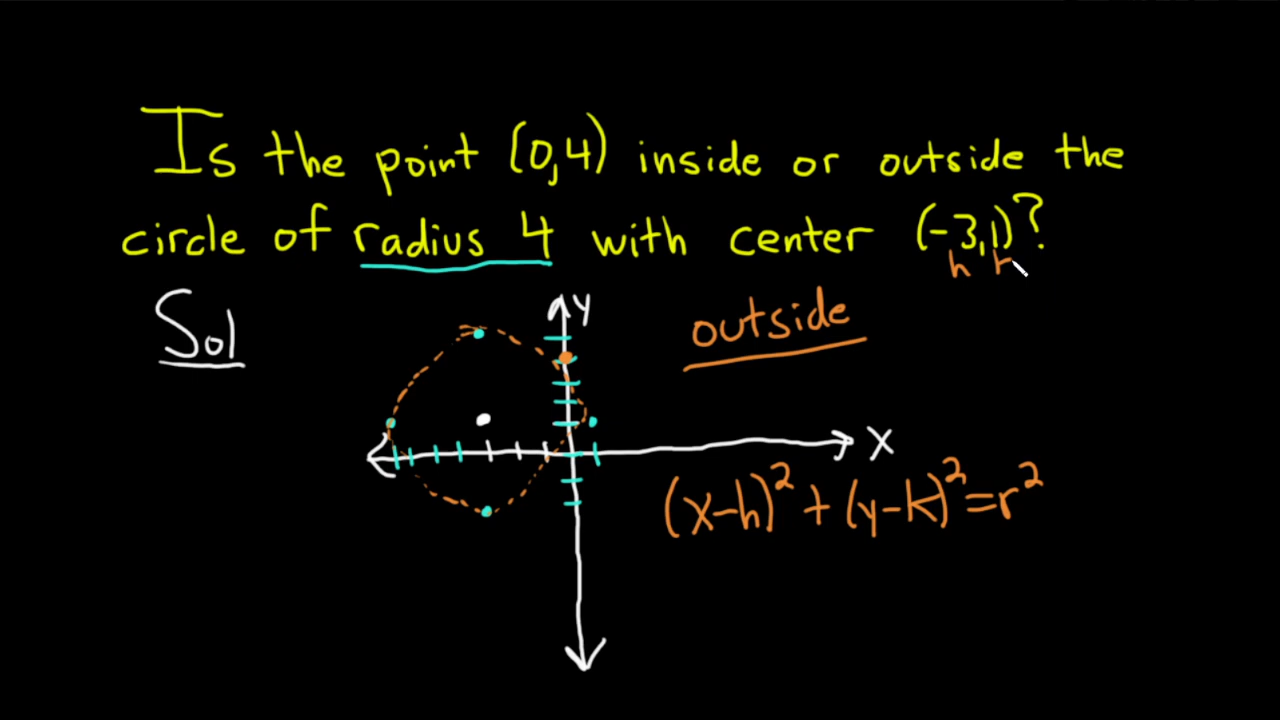 Is the point (0,4) inside or outside the
circle of radius 4 with center (-3,1)?
h
Sol
Y
outside
X
(x-h)²+(y-k)²=r²